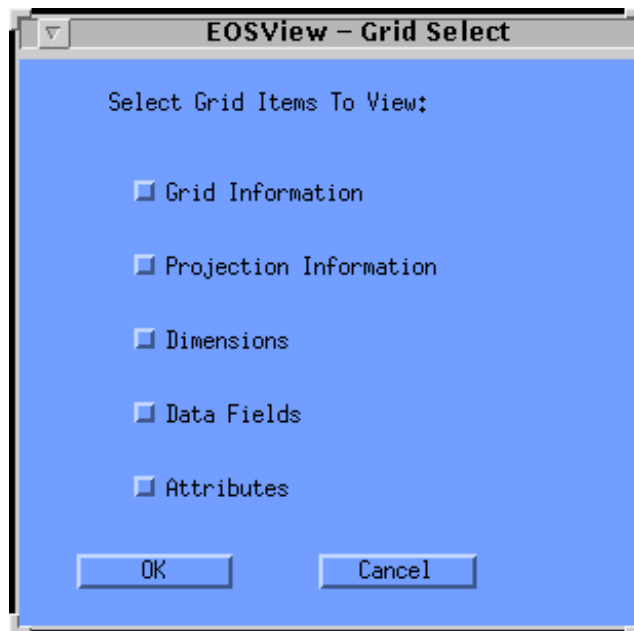 EOSView – Grid Select
Select Grid Items To View:
Grid Information
Projection Information
Dimensions
Data Fields
Attributes
OK Cancel